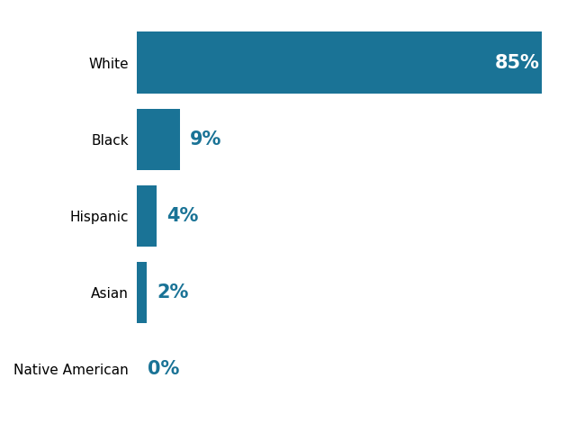 White 85%
Black 9%
Hispanic 4%
Asian 2%
Native American 0%